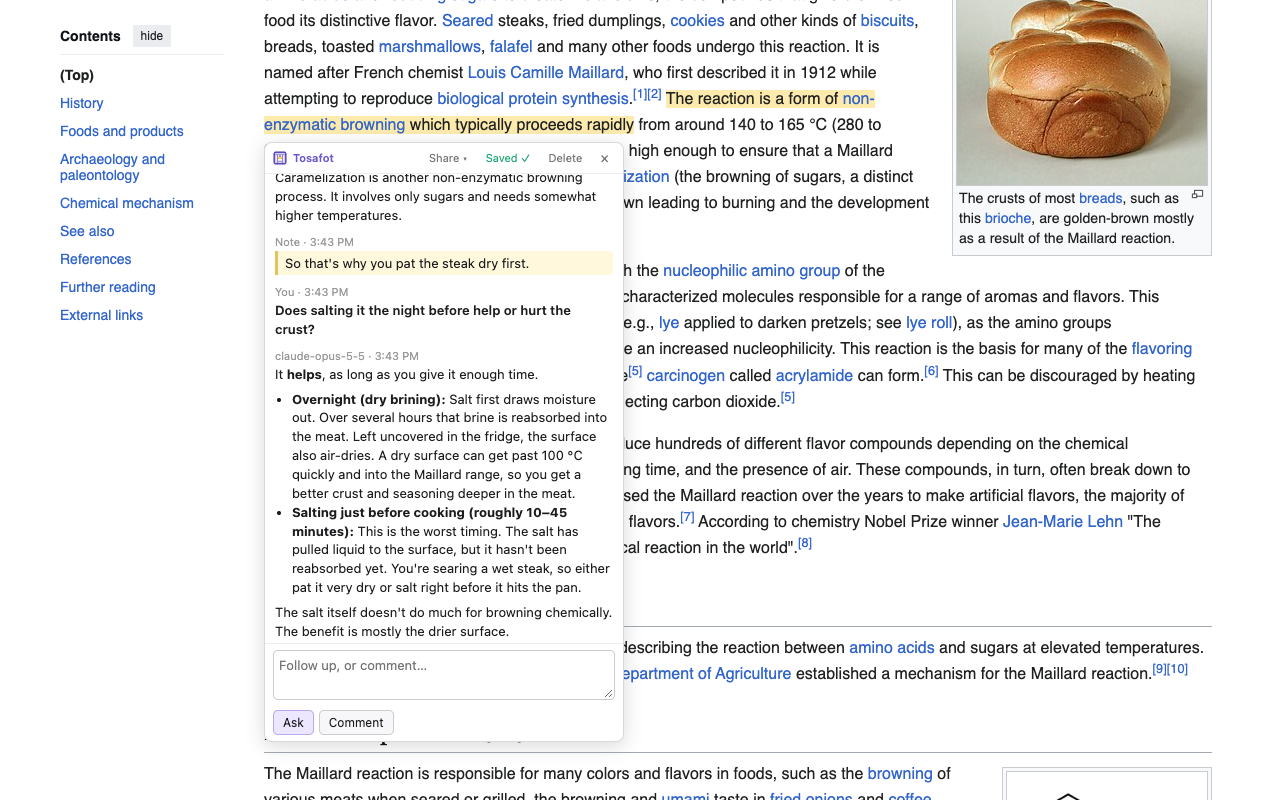 Contents hide
(Top)
History
Foods and products
Archaeology and
paleontology
Chemical mechanism
See also
References
Further reading
External links
food its distinctive flavor. Seared steaks, fried dumplings, cookies and other kinds of biscuits,
breads, toasted marshmallows, falafel and many other foods undergo this reaction. It is
named after French chemist Louis Camille Maillard, who first described it in 1912 while
attempting to reproduce biological protein synthesis.[1][2] The reaction is a form of non-
enzymatic browning which typically proceeds rapidly from around 140 to 165 °C (280 to
high enough to ensure that a Maillard
ization (the browning of sugars, a distinct
wn leading to burning and the development
Tosafot Share Saved ✓ Delete ×
Caramelization is another non-enzymatic browning
process. It involves only sugars and needs somewhat
higher temperatures.
Note · 3:43 PM
So that's why you pat the steak dry first.
You · 3:43 PM
Does salting it the night before help or hurt the
crust?
claude-opus-5-5 · 3:43 PM
It helps, as long as you give it enough time.
• Overnight (dry brining): Salt first draws moisture
out. Over several hours that brine is reabsorbed into
the meat. Left uncovered in the fridge, the surface
also air-dries. A dry surface can get past 100 °C
quickly and into the Maillard range, so you get a
better crust and seasoning deeper in the meat.
• Salting just before cooking (roughly 10–45
minutes): This is the worst timing. The salt has
pulled liquid to the surface, but it hasn't been
reabsorbed yet. You're searing a wet steak, so either
pat it very dry or salt right before it hits the pan.
The salt itself doesn't do much for browning chemically.
The benefit is mostly the drier surface.
Follow up, or comment...
Ask Comment
The crusts of most breads, such as
this brioche, are golden-brown mostly
as a result of the Maillard reaction.
h the nucleophilic amino group of the
characterized molecules responsible for a range of aromas and flavors. This
e.g., lye applied to darken pretzels; see lye roll), as the amino groups
e an increased nucleophilicity. This reaction is the basis for many of the flavoring
e[5] carcinogen called acrylamide can form.[6] This can be discouraged by heating
ecting carbon dioxide.[5]
uce hundreds of different flavor compounds depending on the chemical
ng time, and the presence of air. These compounds, in turn, often break down to
sed the Maillard reaction over the years to make artificial flavors, the majority of
flavors.[7] According to chemistry Nobel Prize winner Jean-Marie Lehn "The
cal reaction in the world".[8]
describing the reaction between amino acids and sugars at elevated temperatures.
epartment of Agriculture established a mechanism for the Maillard reaction.[9][10]
The Maillard reaction is responsible for many colors and flavors in foods, such as the browning of
various meats when seared or grilled, the browning and umami taste in fried onions and coffee